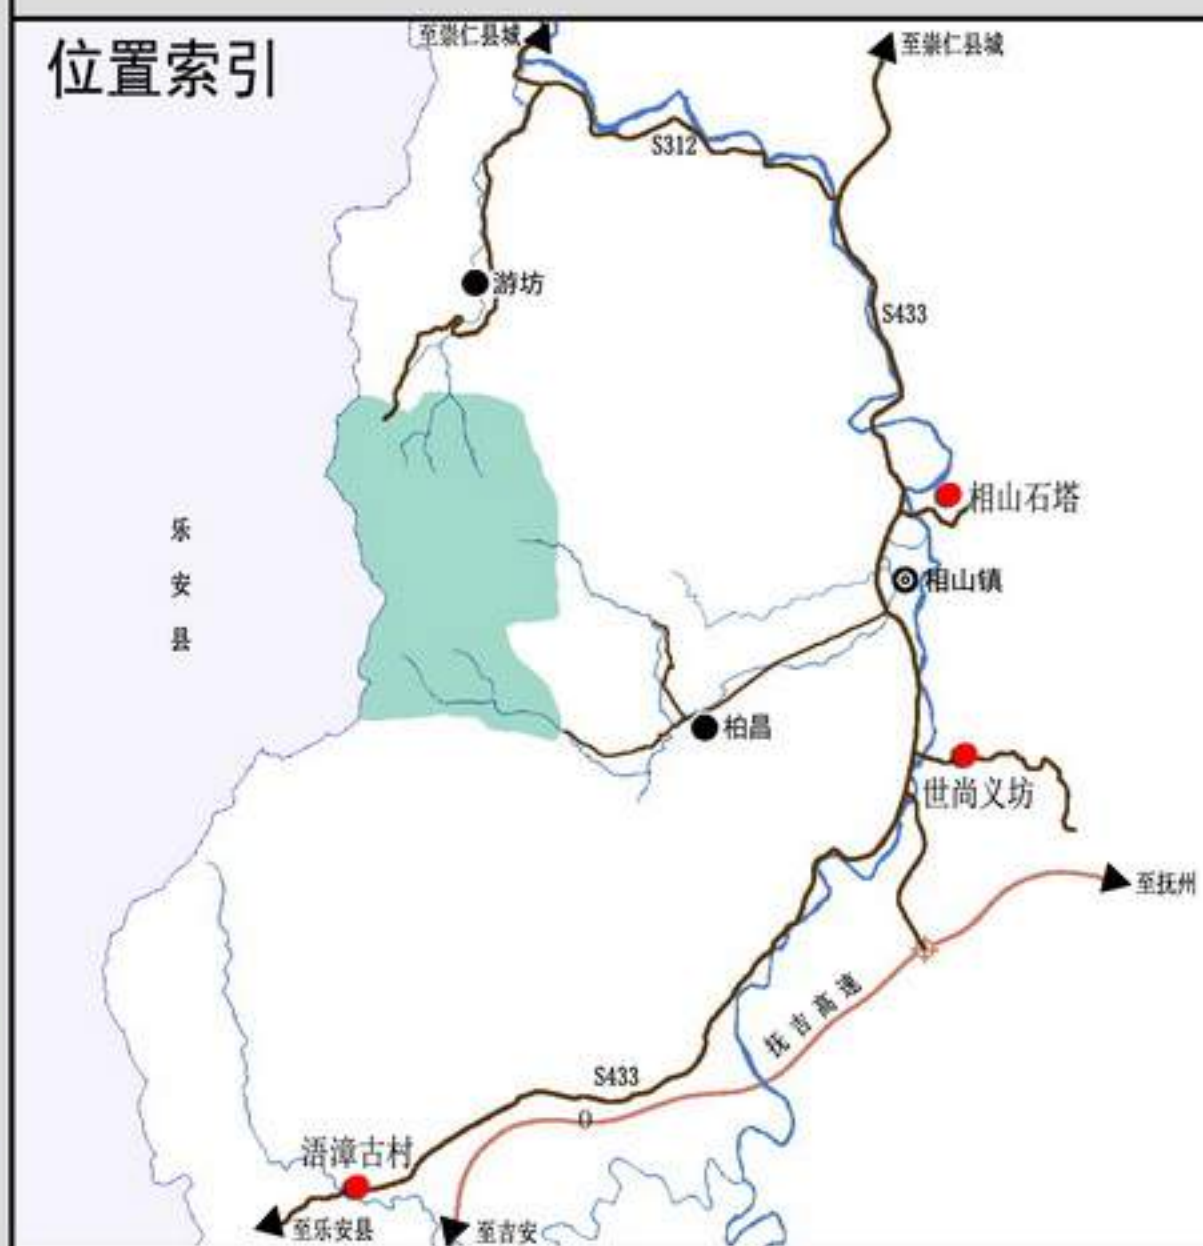 至崇仁县城
至崇仁县城
位置索引
S312
游坊
S433
相山石塔
乐安县
相山镇
柏昌
世尚义坊
至抚州
抚吉高速
S433
浯漳古村
至乐安县
至吉安